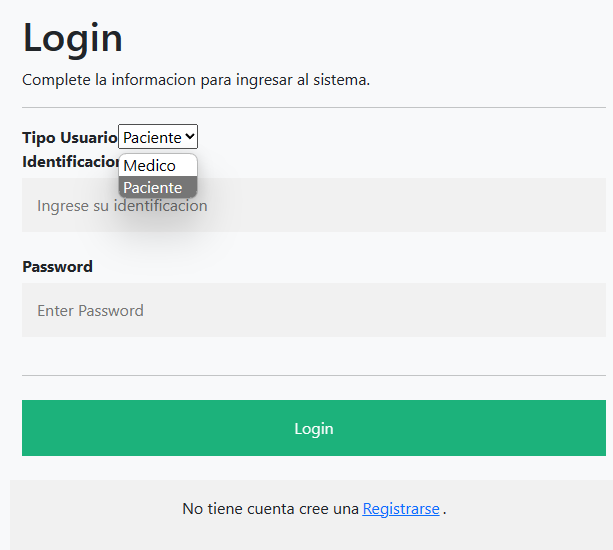 Login
Complete la informacion para ingresar al sistema.
Tipo Usuario Paciente
Identificacion
Medico
Paciente
Ingrese su identificacion
Password
Enter Password
Login
No tiene cuenta cree una Registrarse .